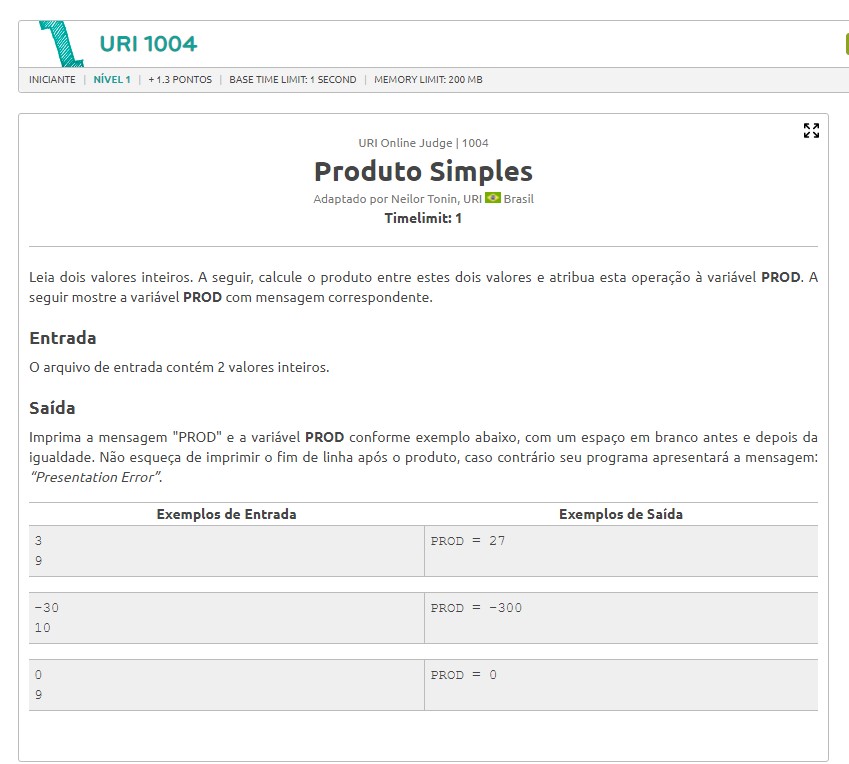 URI 1004
INICIANTE | NÍVEL 1 | + 1.3 PONTOS | BASE TIME LIMIT: 1 SECOND | MEMORY LIMIT: 200 MB
URI Online Judge | 1004
Produto Simples
Adaptado por Neilor Tonin, URI Brasil
Timelimit: 1
Leia dois valores inteiros. A seguir, calcule o produto entre estes dois valores e atribua esta operação à variável PROD. A
seguir mostre a variável PROD com mensagem correspondente.
Entrada
O arquivo de entrada contém 2 valores inteiros.
Saída
Imprima a mensagem "PROD" e a variável PROD conforme exemplo abaixo, com um espaço em branco antes e depois da
igualdade. Não esqueça de imprimir o fim de linha após o produto, caso contrário seu programa apresentará a mensagem:
“Presentation Error”.
Exemplos de Entrada Exemplos de Saída
3 PROD = 27
9
-30 PROD = -300
10
0 PROD = 0
9